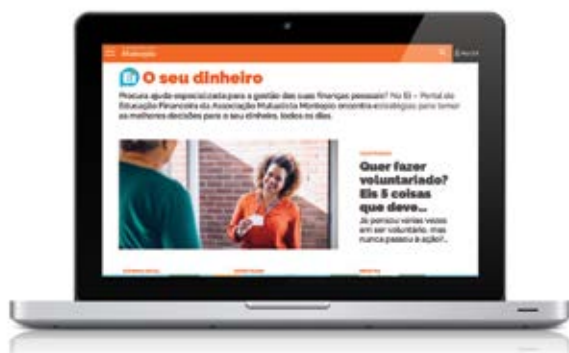 Ei O seu dinheiro
Procura ajuda especializada para a gestão das suas finanças pessoais? No Ei – Portal de
Educação Financeira da Associação Mutualista Montepio encontra estratégias para tomar
as melhores decisões para o seu dinheiro, todos os dias.
Quer fazer
voluntariado?
Eis 5 coisas
que deve...
Já pensou várias vezes
em ser voluntário, mas
nunca passou à ação?...